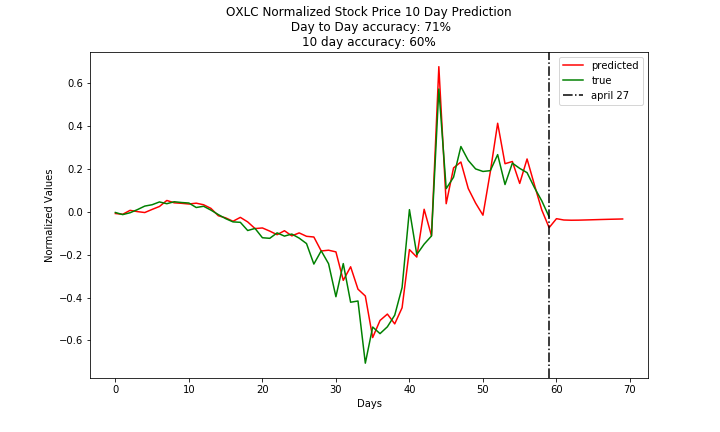 OXLC Normalized Stock Price 10 Day Prediction
Day to Day accuracy: 71%
10 day accuracy: 60%
predicted
true
april 27
Normalized Values
0.6
0.4
0.2
0.0
−0.2
−0.4
−0.6
0 10 20 30 40 50 60 70
Days